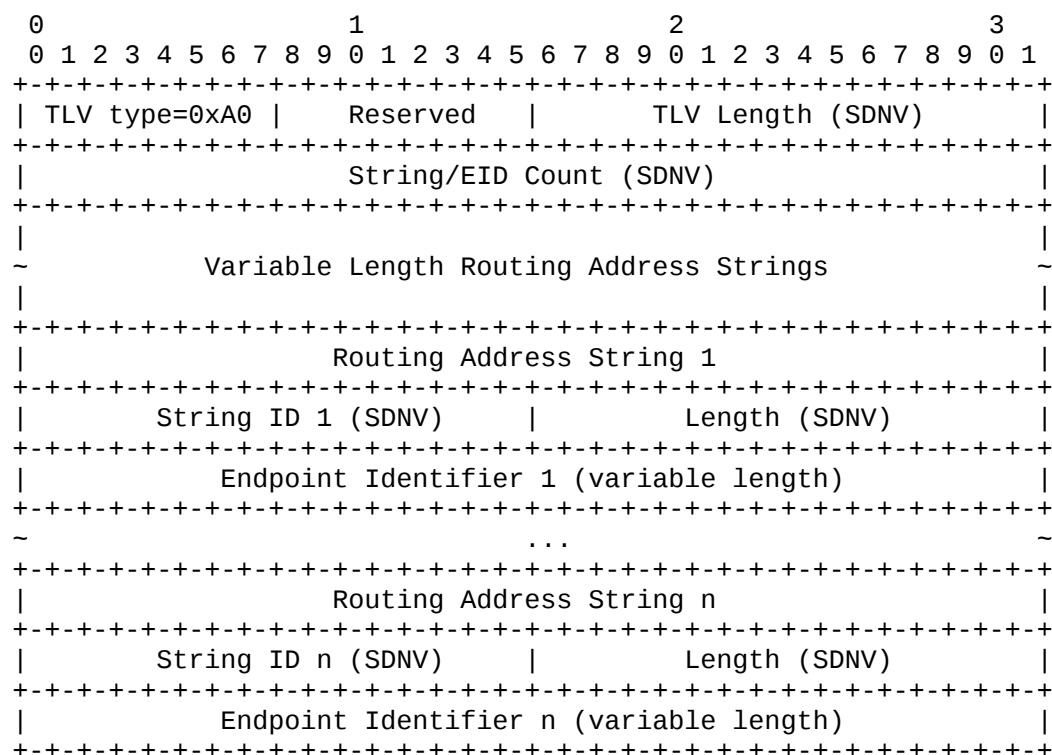 0                   1                   2                   3
 0 1 2 3 4 5 6 7 8 9 0 1 2 3 4 5 6 7 8 9 0 1 2 3 4 5 6 7 8 9 0 1
+-+-+-+-+-+-+-+-+-+-+-+-+-+-+-+-+-+-+-+-+-+-+-+-+-+-+-+-+-+-+-+-+
| TLV type=0xA0 |    Reserved   |       TLV Length (SDNV)       |
+-+-+-+-+-+-+-+-+-+-+-+-+-+-+-+-+-+-+-+-+-+-+-+-+-+-+-+-+-+-+-+-+
|                    String/EID Count (SDNV)                    |
+-+-+-+-+-+-+-+-+-+-+-+-+-+-+-+-+-+-+-+-+-+-+-+-+-+-+-+-+-+-+-+-+
|                                                               |
~           Variable Length Routing Address Strings             ~
|                                                               |
+-+-+-+-+-+-+-+-+-+-+-+-+-+-+-+-+-+-+-+-+-+-+-+-+-+-+-+-+-+-+-+-+
|                   Routing Address String 1                    |
+-+-+-+-+-+-+-+-+-+-+-+-+-+-+-+-+-+-+-+-+-+-+-+-+-+-+-+-+-+-+-+-+
|        String ID 1 (SDNV)     |         Length (SDNV)         |
+-+-+-+-+-+-+-+-+-+-+-+-+-+-+-+-+-+-+-+-+-+-+-+-+-+-+-+-+-+-+-+-+
|            Endpoint Identifier 1 (variable length)            |
+-+-+-+-+-+-+-+-+-+-+-+-+-+-+-+-+-+-+-+-+-+-+-+-+-+-+-+-+-+-+-+-+
~                               ...                             ~
+-+-+-+-+-+-+-+-+-+-+-+-+-+-+-+-+-+-+-+-+-+-+-+-+-+-+-+-+-+-+-+-+
|                   Routing Address String n                    |
+-+-+-+-+-+-+-+-+-+-+-+-+-+-+-+-+-+-+-+-+-+-+-+-+-+-+-+-+-+-+-+-+
|        String ID n (SDNV)     |         Length (SDNV)         |
+-+-+-+-+-+-+-+-+-+-+-+-+-+-+-+-+-+-+-+-+-+-+-+-+-+-+-+-+-+-+-+-+
|            Endpoint Identifier n (variable length)            |
+-+-+-+-+-+-+-+-+-+-+-+-+-+-+-+-+-+-+-+-+-+-+-+-+-+-+-+-+-+-+-+-+